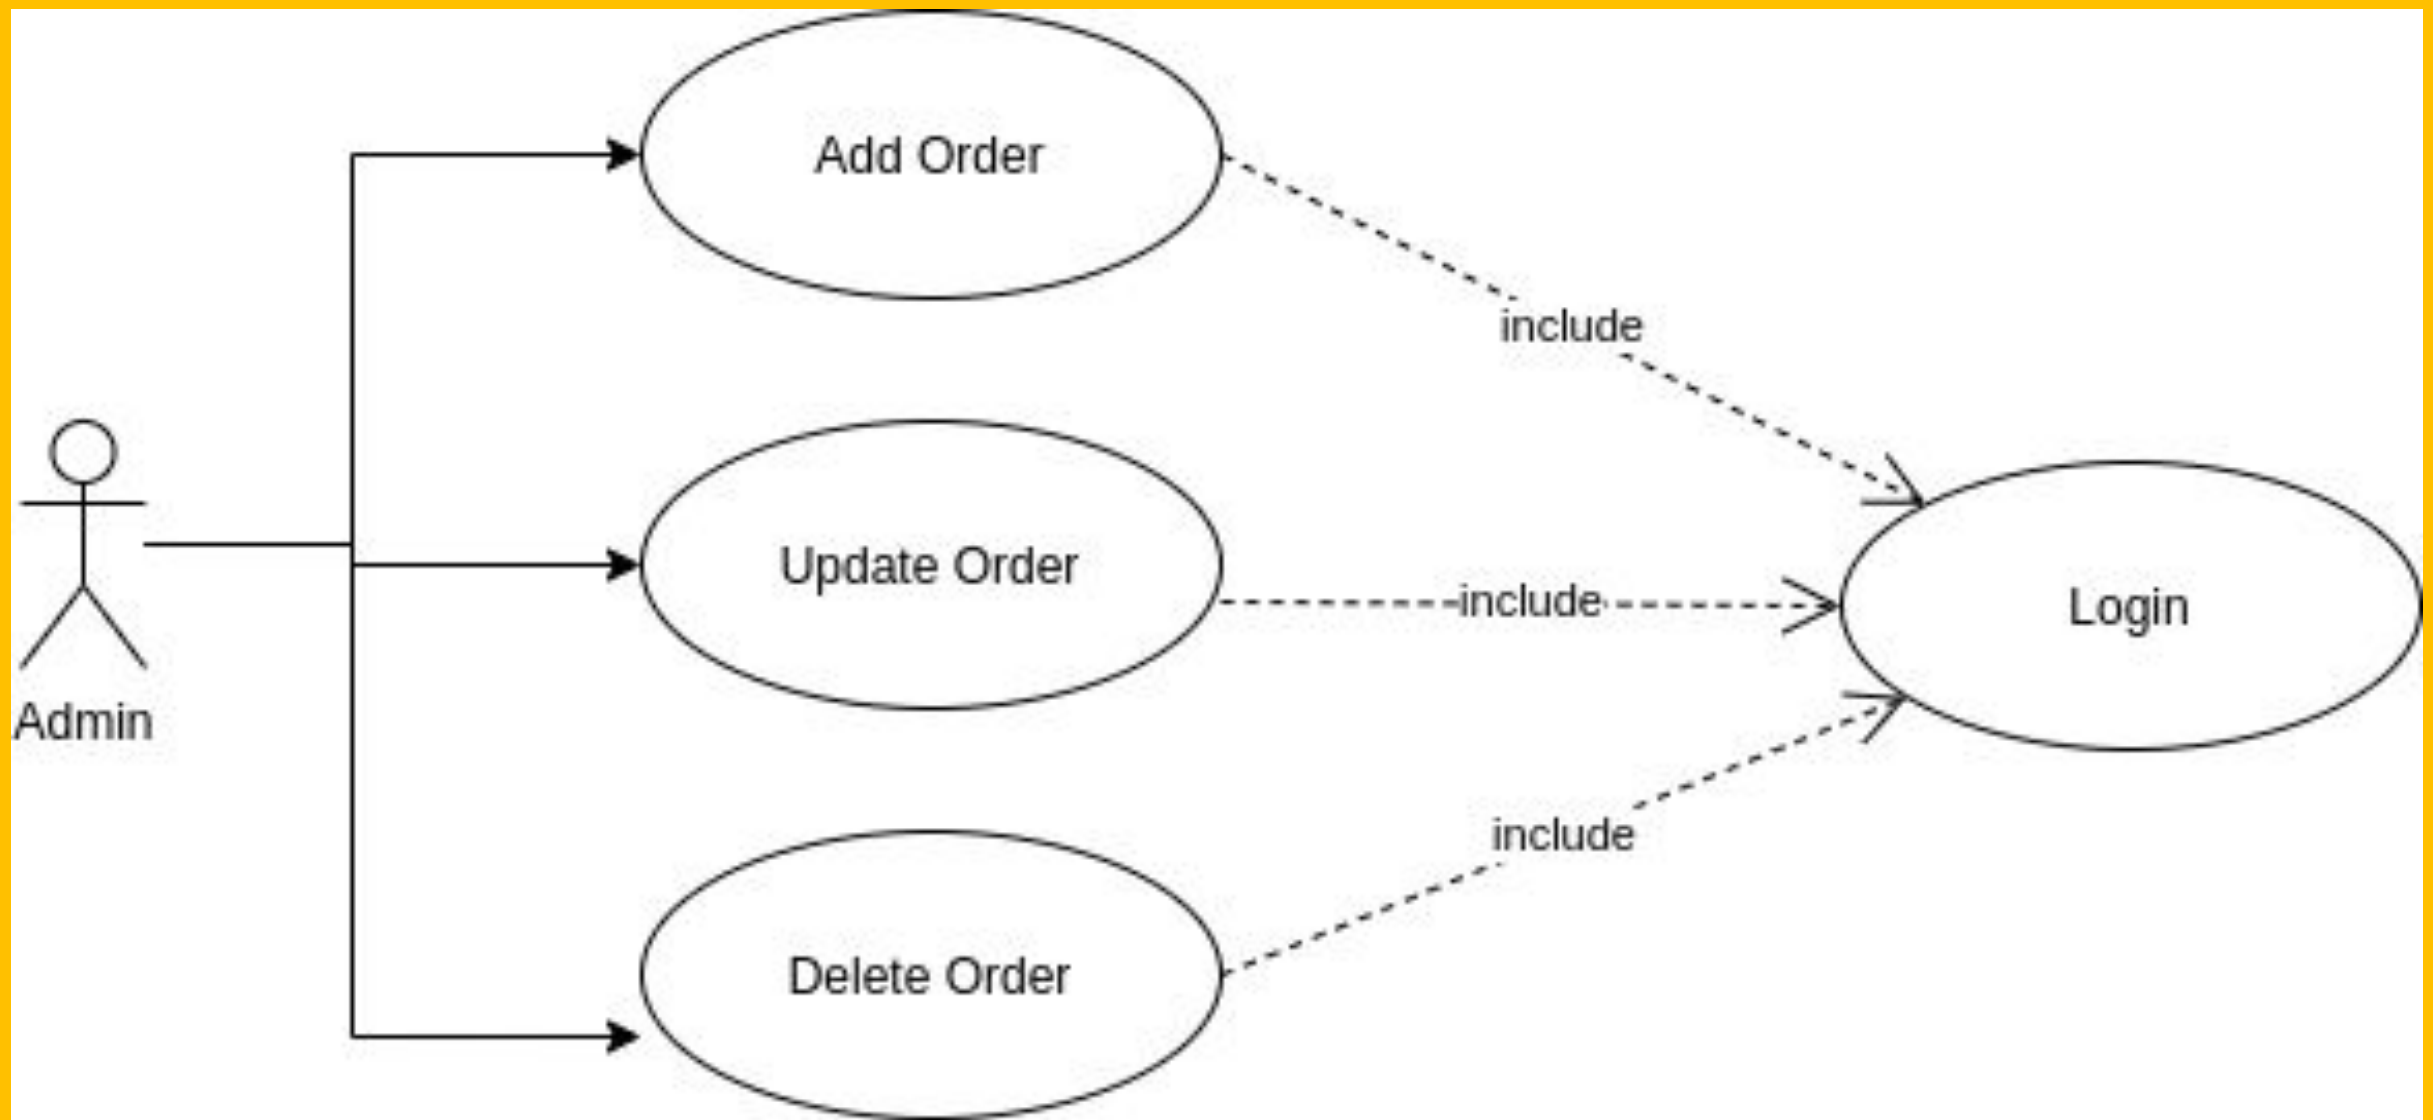 Add Order
include
Admin
Update Order
include
Login
include
Delete Order